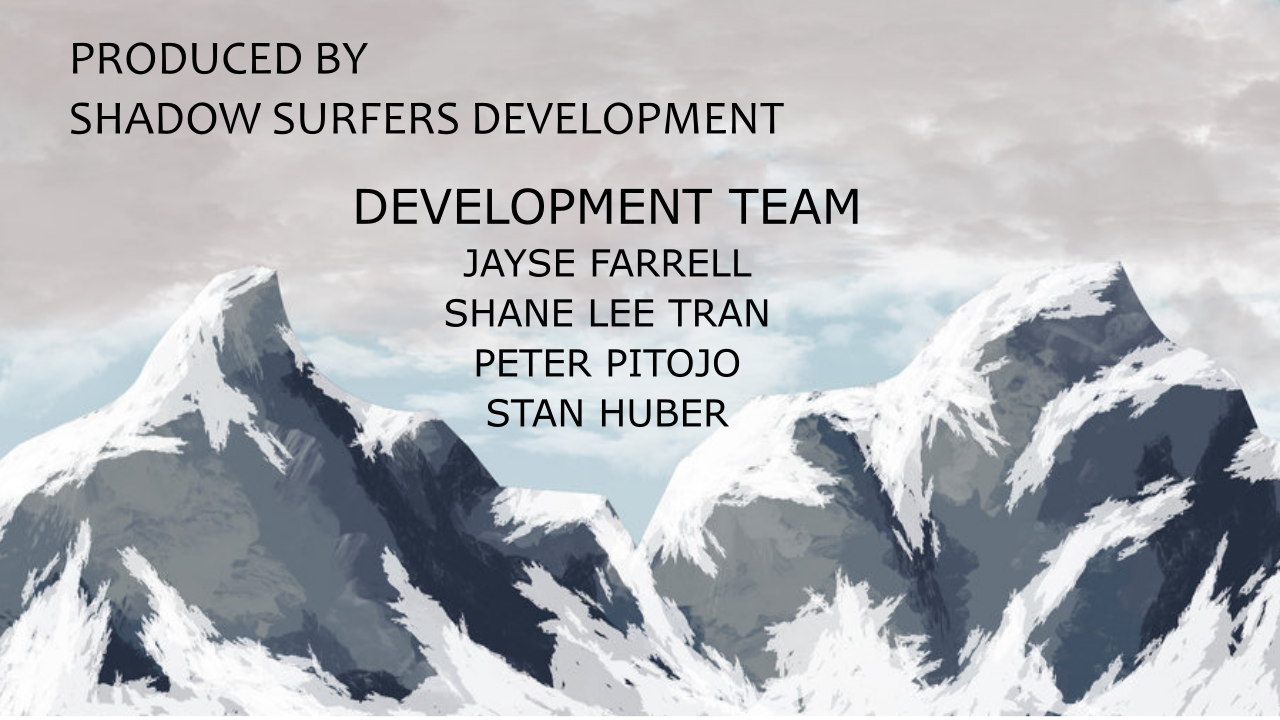 PRODUCED BY
SHADOW SURFERS DEVELOPMENT
DEVELOPMENT TEAM
JAYSE FARRELL
SHANE LEE TRAN
PETER PITOJO
STAN HUBER